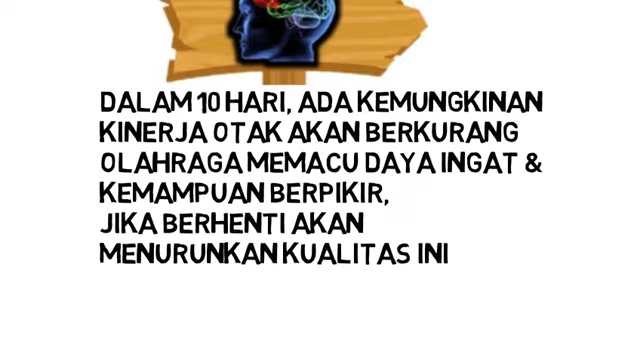 DALAM 10 HARI, ADA KEMUNGKINAN
KINERJA OTAK AKAN BERKURANG
OLAHRAGA MEMACU DAYA INGAT &
KEMAMPUAN BERPIKIR,
JIKA BERHENTI AKAN
MENURUNKAN KUALITAS INI